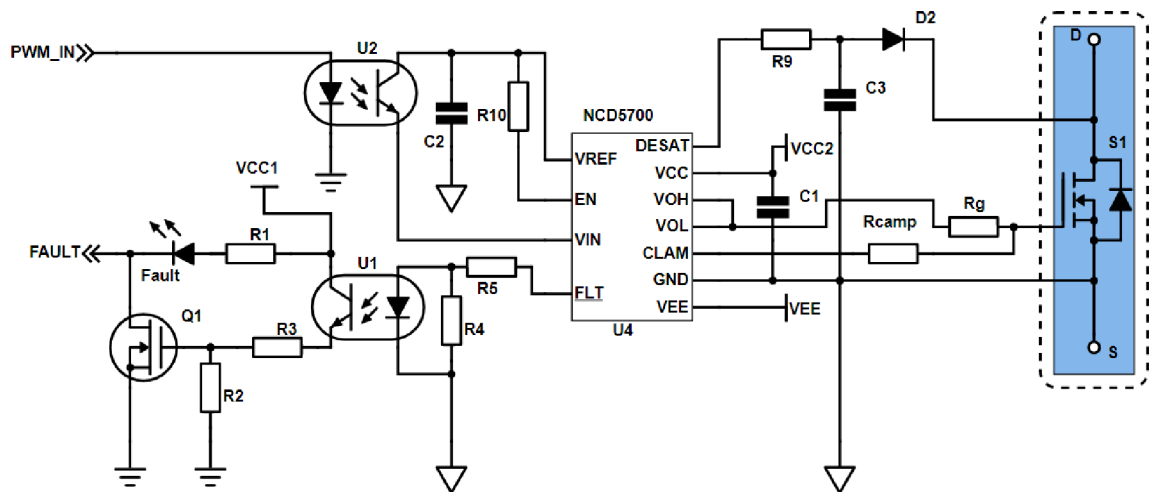 D2
PWM_IN
U2
D
R9
C3
R10
C2
NCD5700
DESAT
VCC
VCC2
S1
VREF
VCC1
EN
VOH
C1
VOL
Rcamp
Rg
VIN
CLAM
FAULT
R1
Fault
U1
R5
FLT
GND
VEE
VEE
U4
Q1
R3
R4
R2
S